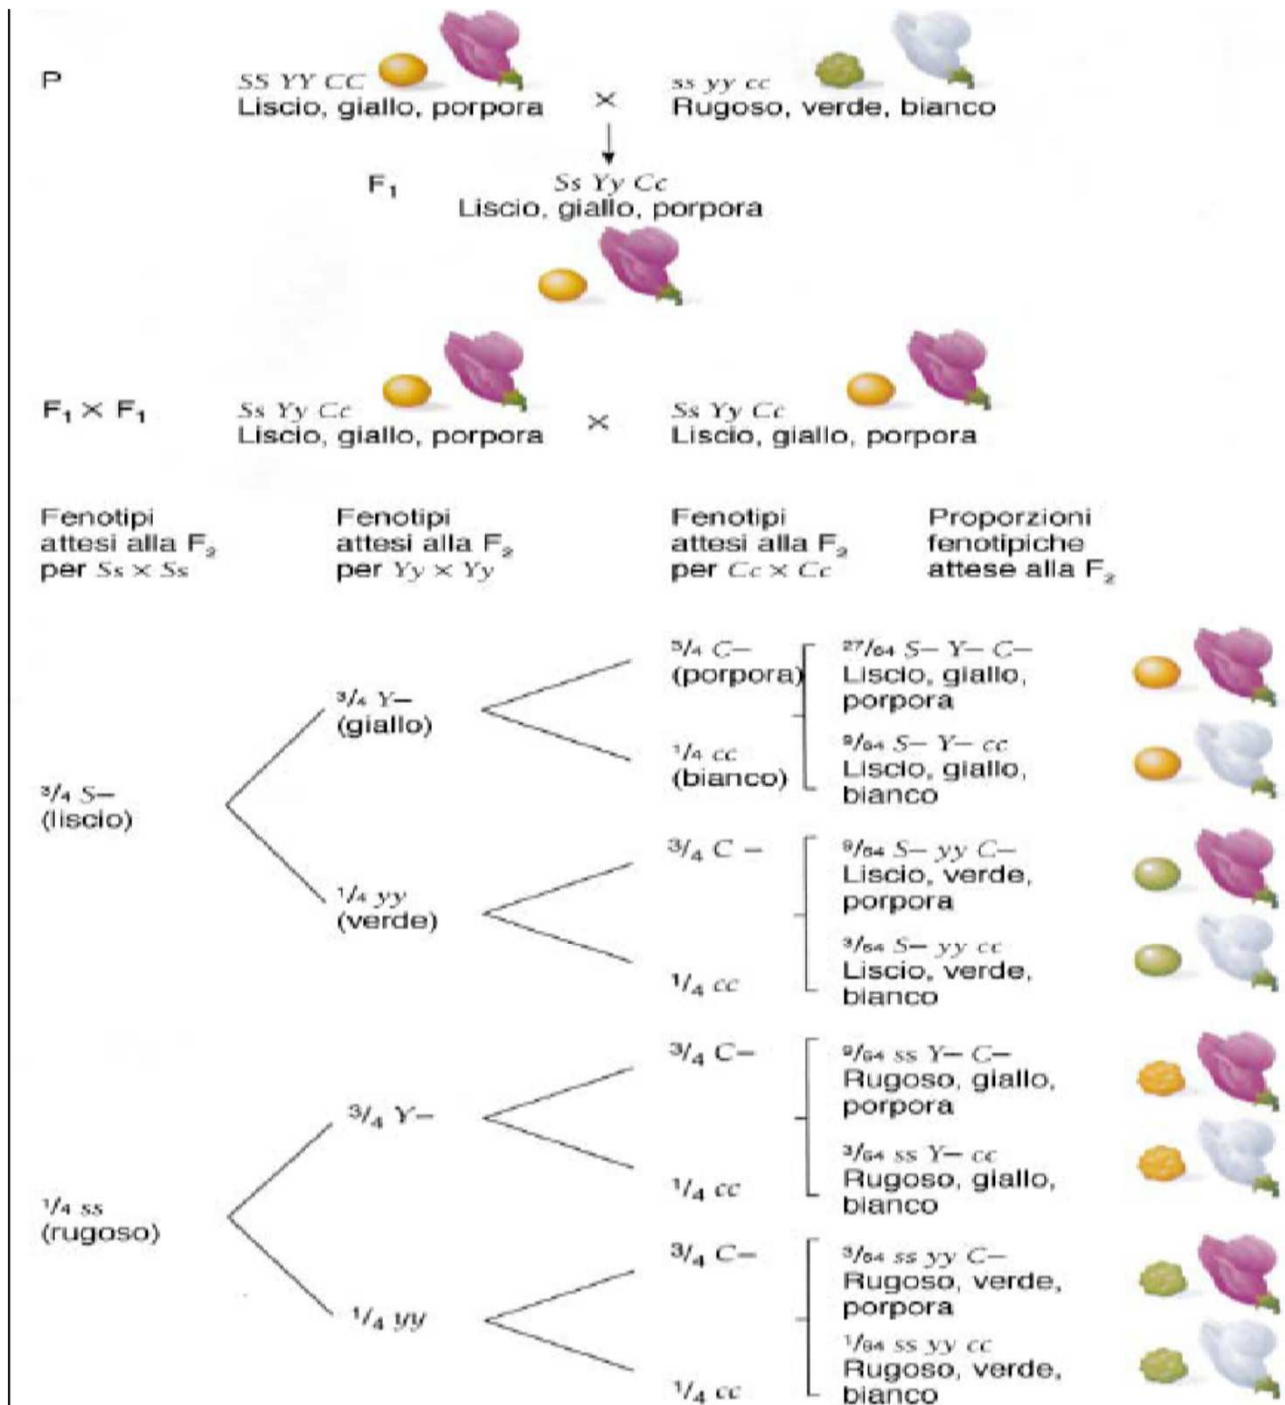 P
SS YY CC
Liscio, giallo, porpora
×
ss yy cc
Rugoso, verde, bianco
F₁
Ss Yy Cc
Liscio, giallo, porpora
F₁ × F₁
Ss Yy Cc
Liscio, giallo, porpora
×
Ss Yy Cc
Liscio, giallo, porpora
Fenotipi
attesi alla F₂
per Ss × Ss
Fenotipi
attesi alla F₂
per Yy × Yy
Fenotipi
attesi alla F₂
per Cc × Cc
Proporzioni
fenotipiche
attese alla F₂
3/4 S–
(liscio)
3/4 Y–
(giallo)
3/4 C–
(porpora)
27/64 S– Y– C–
Liscio, giallo,
porpora
1/4 cc
(bianco)
9/64 S– Y– cc
Liscio, giallo,
bianco
1/4 yy
(verde)
3/4 C –
9/64 S– yy C–
Liscio, verde,
porpora
1/4 cc
3/64 S– yy cc
Liscio, verde,
bianco
1/4 ss
(rugoso)
3/4 Y–
3/4 C–
9/64 ss Y– C–
Rugoso, giallo,
porpora
1/4 cc
3/64 ss Y– cc
Rugoso, giallo,
bianco
1/4 yy
3/4 C–
3/64 ss yy C–
Rugoso, verde,
porpora
1/4 cc
1/64 ss yy cc
Rugoso, verde,
bianco